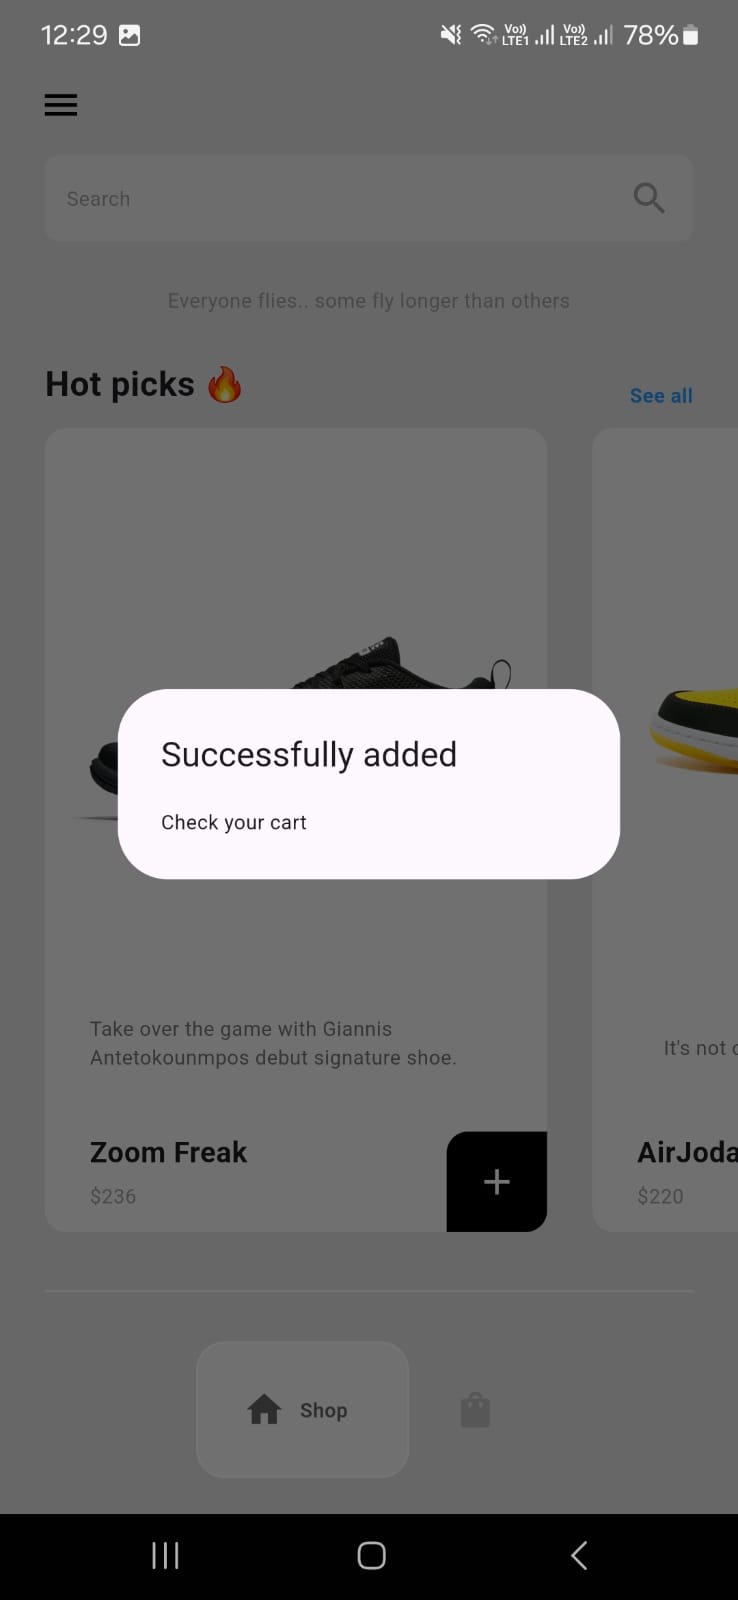 12:29
Vo)) LTE1 Vo)) LTE2 78%
Search
Everyone flies.. some fly longer than others
Hot picks 🔥
See all
Successfully added
Check your cart
Take over the game with Giannis
Antetokounmpos debut signature shoe.
It's not
Zoom Freak
$236
AirJoda
$220
Shop